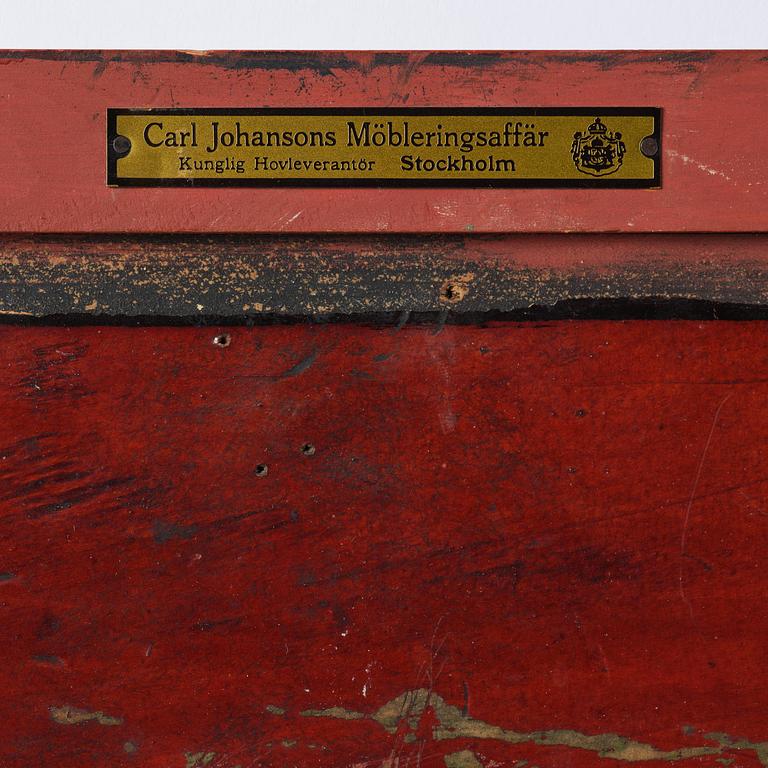 Carl Johansons Möbleringsaffär
Kunglig Hovleverantör Stockholm